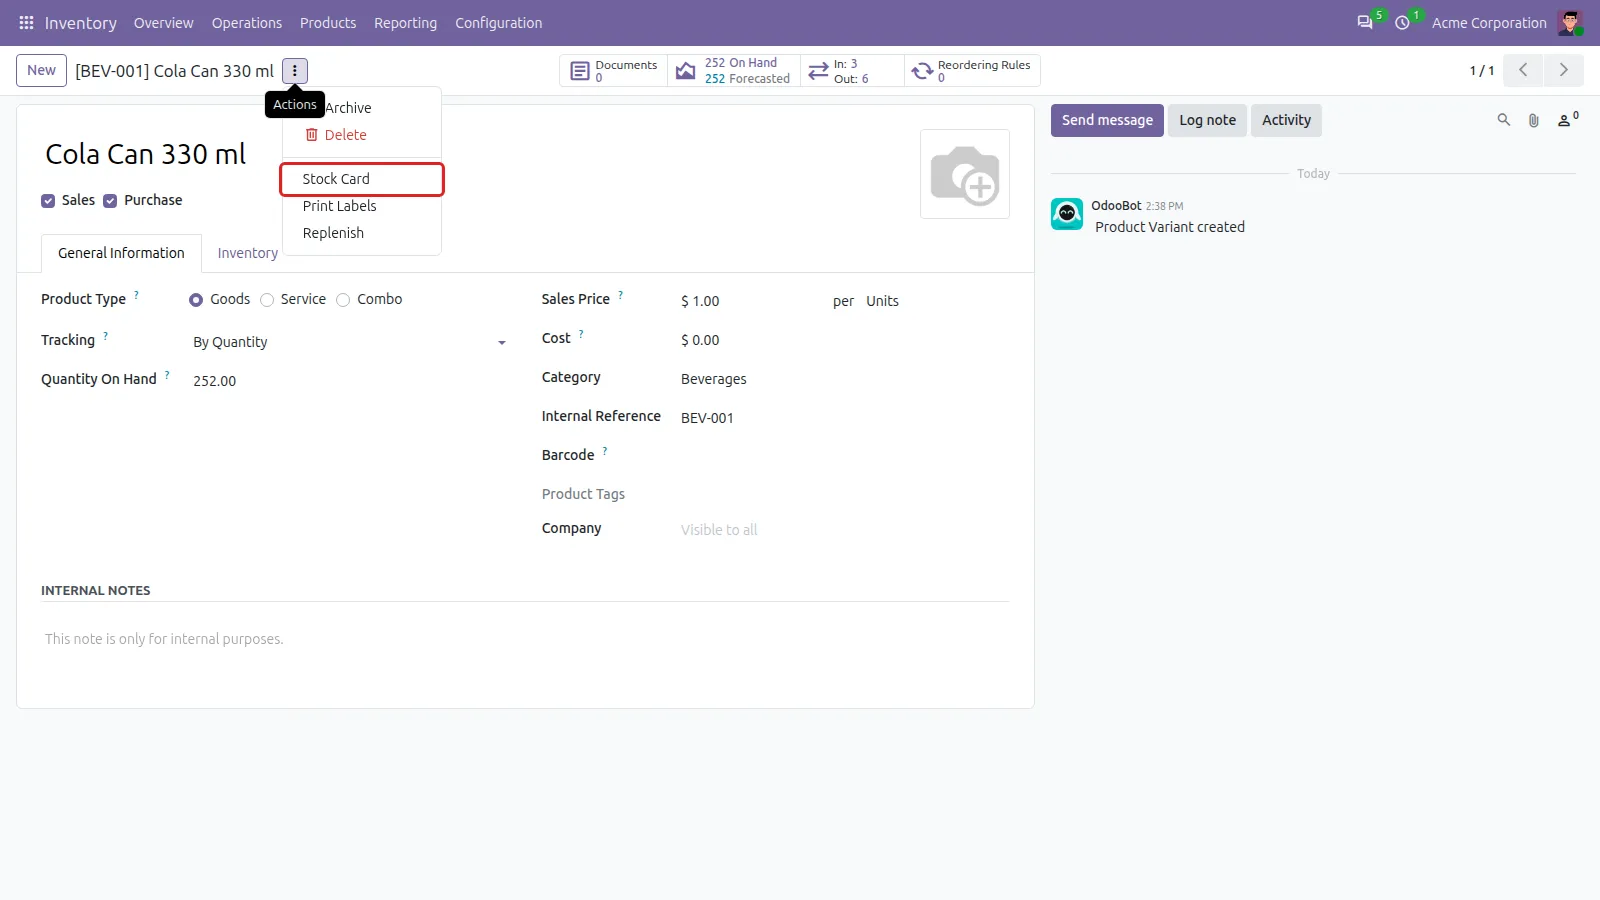 Inventory Overview Operations Products Reporting Configuration 5 1 Acme Corporation
New [BEV-001] Cola Can 330 ml Documents 0 252 On Hand 252 Forecasted In: 3 Out: 6 Reordering Rules 0 1 / 1
Actions
Archive
Delete
Stock Card
Print Labels
Replenish
Cola Can 330 ml
Sales Purchase
General Information Inventory
Product Type ? Goods Service Combo
Tracking ? By Quantity
Quantity On Hand ? 252.00
Sales Price ? $ 1.00 per Units
Cost ? $ 0.00
Category Beverages
Internal Reference BEV-001
Barcode ?
Product Tags
Company Visible to all
INTERNAL NOTES
This note is only for internal purposes.
Send message Log note Activity 0
Today
OdooBot 2:38 PM
Product Variant created